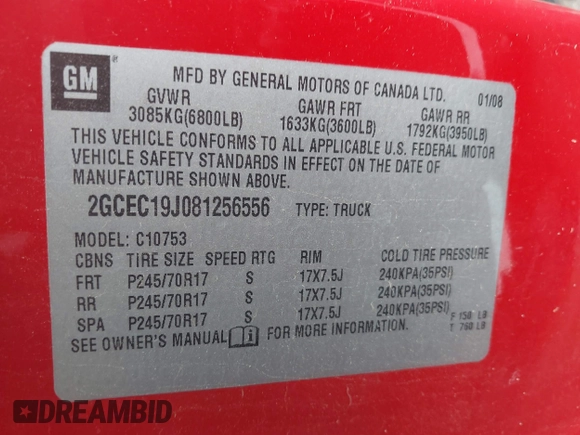 GM
MFD BY GENERAL MOTORS OF CANADA LTD. 01/08
GVWR GAWR FRT GAWR RR
3085KG(6800LB) 1633KG(3600LB) 1792KG(3950LB)
THIS VEHICLE CONFORMS TO ALL APPLICABLE U.S. FEDERAL MOTOR
VEHICLE SAFETY STANDARDS IN EFFECT ON THE DATE OF
MANUFACTURE SHOWN ABOVE.
2GCEC19J081256556 TYPE: TRUCK
MODEL: C10753
CBNS TIRE SIZE SPEED RTG RIM COLD TIRE PRESSURE
FRT P245/70R17 S 17X7.5J 240KPA(35PSI)
RR P245/70R17 S 17X7.5J 240KPA(35PSI)
SPA P245/70R17 S 17X7.5J 240KPA(35PSI)
F 150 LB
T 760 LB
SEE OWNER'S MANUAL FOR MORE INFORMATION.
DREAMBID